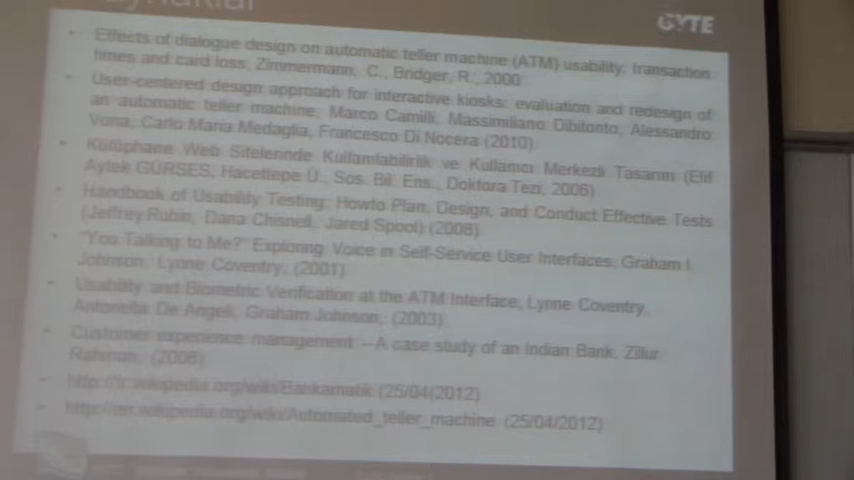 GYTE
Effects of dialogue design on automatic teller machine (ATM) usability: transaction
times and card loss, Zimmermann, C., Bridger, R., 2000
User-centered design approach for interactive kiosks: evaluation and redesign of
an automatic teller machine, Marco Camilli, Massimiliano Dibitonto, Alessandro
Vona, Carlo Maria Medaglia, Francesco Di Nocera (2010)
Kütüphane Web Sitelerinde Kullanılabilirlik ve Kullanıcı Merkezli Tasarım (Elif
Aytek GÜRSES, Hacettepe Ü., Sos. Bil. Ens., Doktora Tezi, 2006)
Handbook of Usability Testing: Howto Plan, Design, and Conduct Effective Tests
(Jeffrey Rubin, Dana Chisnell, Jared Spool) (2008)
"You Talking to Me?" Exploring Voice in Self-Service User Interfaces, Graham I.
Johnson, Lynne Coventry, (2001)
Usability and Biometric Verification at the ATM Interface, Lynne Coventry,
Antonella De Angeli, Graham Johnson, (2003)
Customer experience management – A case study of an Indian Bank, Zillur
Rahman, (2006)
http://tr.wikipedia.org/wiki/Bankamatik (25/04/2012)
http://en.wikipedia.org/wiki/Automated_teller_machine (25/04/2012)